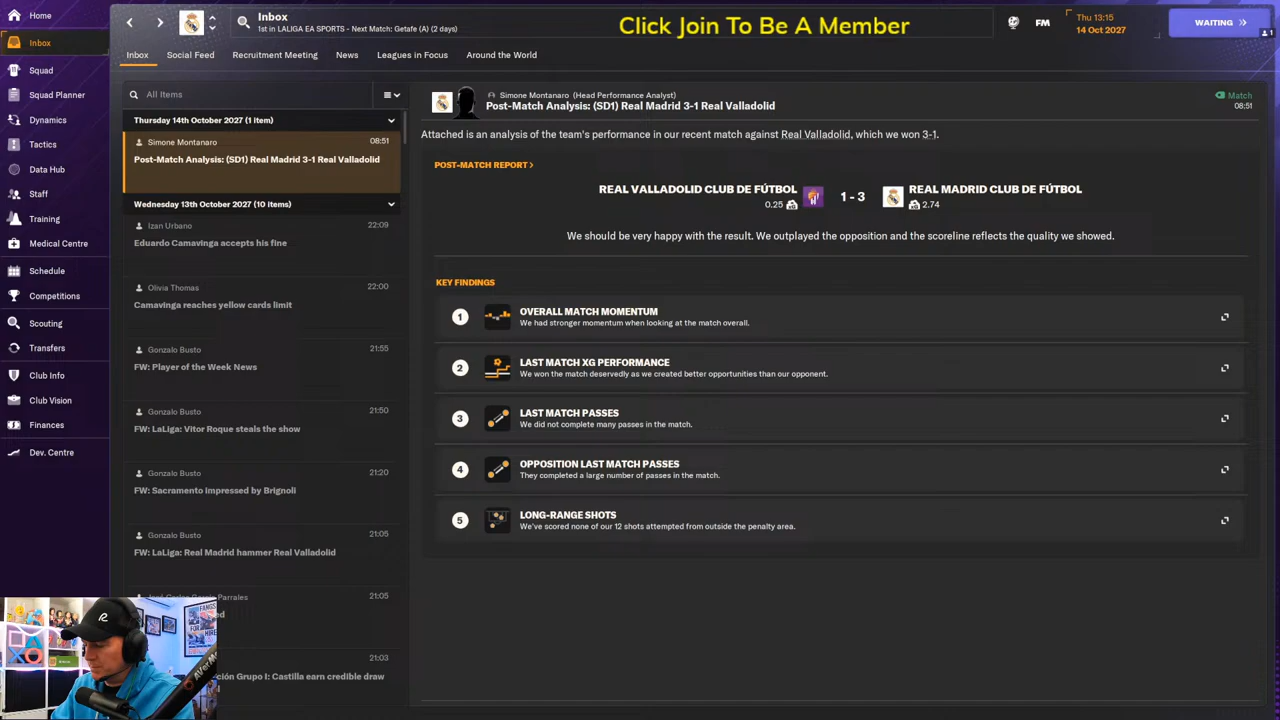 Home
Inbox
Squad
Squad Planner
Dynamics
Tactics
Data Hub
Staff
Training
Medical Centre
Schedule
Competitions
Scouting
Transfers
Club Info
Club Vision
Finances
Dev. Centre
Inbox
1st in LALIGA EA SPORTS - Next Match: Getafe (A) (2 days)
Click Join To Be A Member
FM
Thu 13:15
14 Oct 2027
WAITING
1
Inbox
Social Feed
Recruitment Meeting
News
Leagues in Focus
Around the World
All Items
Thursday 14th October 2027 (1 item)
Simone Montanaro 08:51
Post-Match Analysis: (SD1) Real Madrid 3-1 Real Valladolid
Wednesday 13th October 2027 (10 items)
Izan Urbano 22:09
Eduardo Camavinga accepts his fine
Olivia Thomas 22:00
Camavinga reaches yellow cards limit
Gonzalo Busto 21:55
FW: Player of the Week News
Gonzalo Busto 21:50
FW: LaLiga: Vitor Roque steals the show
Gonzalo Busto 21:20
FW: Sacramento impressed by Brignoli
Gonzalo Busto 21:05
FW: LaLiga: Real Madrid hammer Real Valladolid
Parrales 21:05
21:03
Grupo I: Castilla earn credible draw
Simone Montanaro (Head Performance Analyst)
Post-Match Analysis: (SD1) Real Madrid 3-1 Real Valladolid
Match
08:51
Attached is an analysis of the team's performance in our recent match against Real Valladolid, which we won 3-1.
POST-MATCH REPORT
REAL VALLADOLID CLUB DE FÚTBOL
0.25 xG
1 - 3
REAL MADRID CLUB DE FÚTBOL
xG 2.74
We should be very happy with the result. We outplayed the opposition and the scoreline reflects the quality we showed.
KEY FINDINGS
1
OVERALL MATCH MOMENTUM
We had stronger momentum when looking at the match overall.
2
LAST MATCH XG PERFORMANCE
We won the match deservedly as we created better opportunities than our opponent.
3
LAST MATCH PASSES
We did not complete many passes in the match.
4
OPPOSITION LAST MATCH PASSES
They completed a large number of passes in the match.
5
LONG-RANGE SHOTS
We've scored none of our 12 shots attempted from outside the penalty area.
FANGS
FOR
HIRE